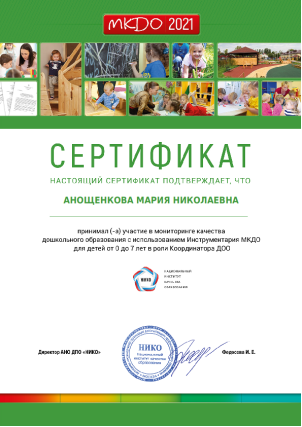 МКДО 2021
СЕРТИФИКАТ
НАСТОЯЩИЙ СЕРТИФИКАТ ПОДТВЕРЖДАЕТ, ЧТО
АНОЩЕНКОВА МАРИЯ НИКОЛАЕВНА
принимал (-а) участие в мониторинге качества
дошкольного образования с использованием Инструментария МКДО
для детей от 0 до 7 лет в роли Координатора ДОО
НИКО
НАЦИОНАЛЬНЫЙ
ИНСТИТУТ
КАЧЕСТВА
ОБРАЗОВАНИЯ
НИКО
Национальный
институт качества
образования
Директор АНО ДПО «НИКО»
Федосова И. Е.